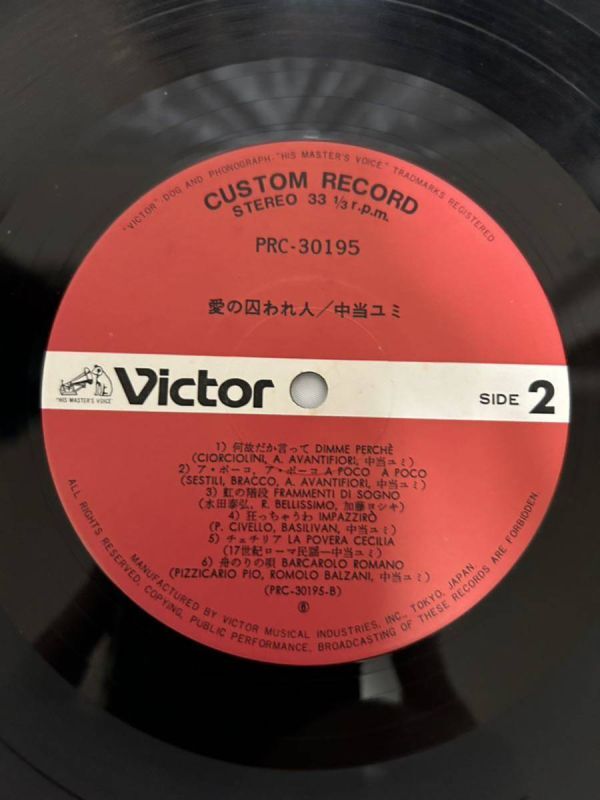 "VICTOR"-DOG AND PHONOGRAPH-"HIS MASTER'S VOICE" TRADMARKS REGISTERED
CUSTOM RECORD
STEREO 33 1/3 r.p.m.
PRC-30195
愛の囚われ人/中当ユミ
"HIS MASTER'S VOICE"
Victor
SIDE 2
1) 何故だか言って DIMME PERCHÈ
(CIORCIOLINI, A. AVANTIFIORI, 中当ユミ)
2) ア・ポーコ、ア・ポーコ A POCO A POCO
(SESTILI, BRACCO, A. AVANTIFIORI, 中当ユミ)
3) 虹の階段 FRAMMENTI DI SOGNO
(水田泰弘, R. BELLISSIMO, 加藤ヨシキ)
4) 狂っちゃうわ IMPAZZIRÒ
(P. CIVELLO, BASILIVAN, 中当ユミ)
5) チェチリア LA POVERA CECILIA
(17世紀ローマ民謡一中当ユミ)
6) 舟のりの唄 BARCAROLO ROMANO
(PIZZICARIO PIO, ROMOLO BALZANI, 中当ユミ)
(PRC-30195-B)
⑥
ALL RIGHTS RESERVED, COPYING, PUBLIC PERFORMANCE, BROADCASTING OF THESE RECORDS ARE FORBIDDEN
MANUFACTURED BY VICTOR MUSICAL INDUSTRIES, INC., TOKYO, JAPAN